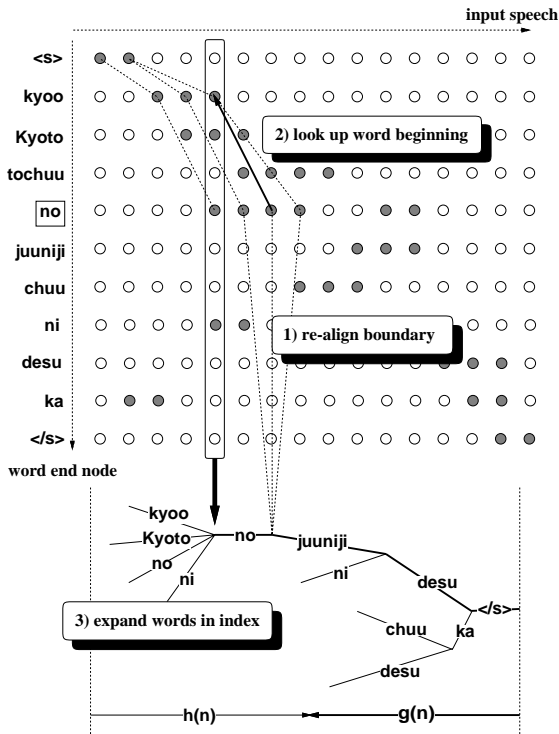 input speech
<s>
kyoo
Kyoto
2) look up word beginning
tochuu
no
juuniji
chuu
ni
1) re-align boundary
desu
ka
</s>
word end node
kyoo
Kyoto
no
juuniji
no
ni
ni
desu
3) expand words in index
</s>
chuu
ka
desu
h(n)
g(n)